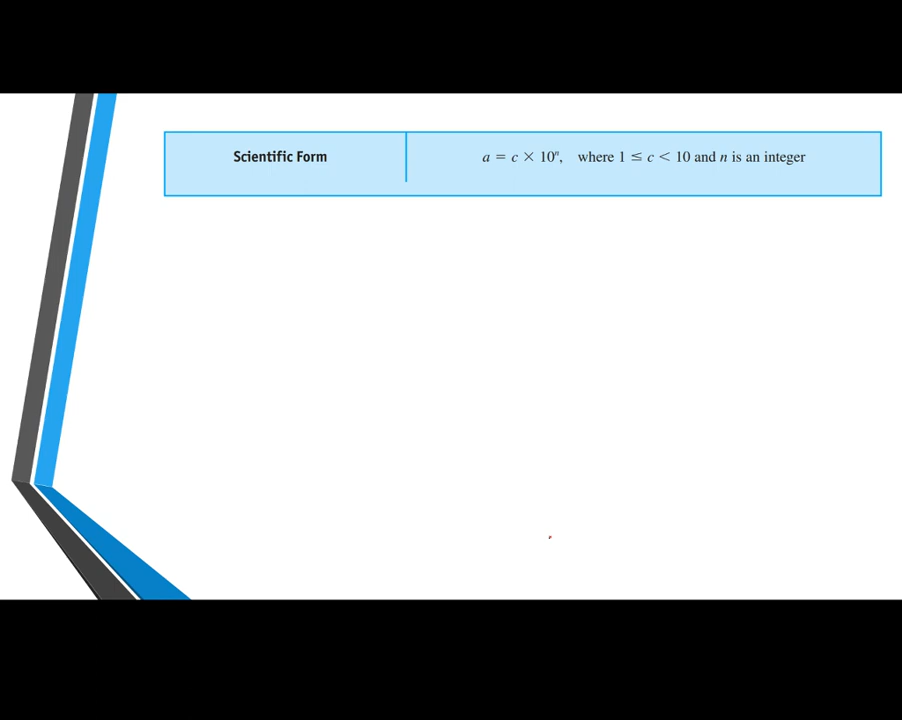 Scientific Form
a = c × 10ⁿ, where 1 ≤ c < 10 and n is an integer